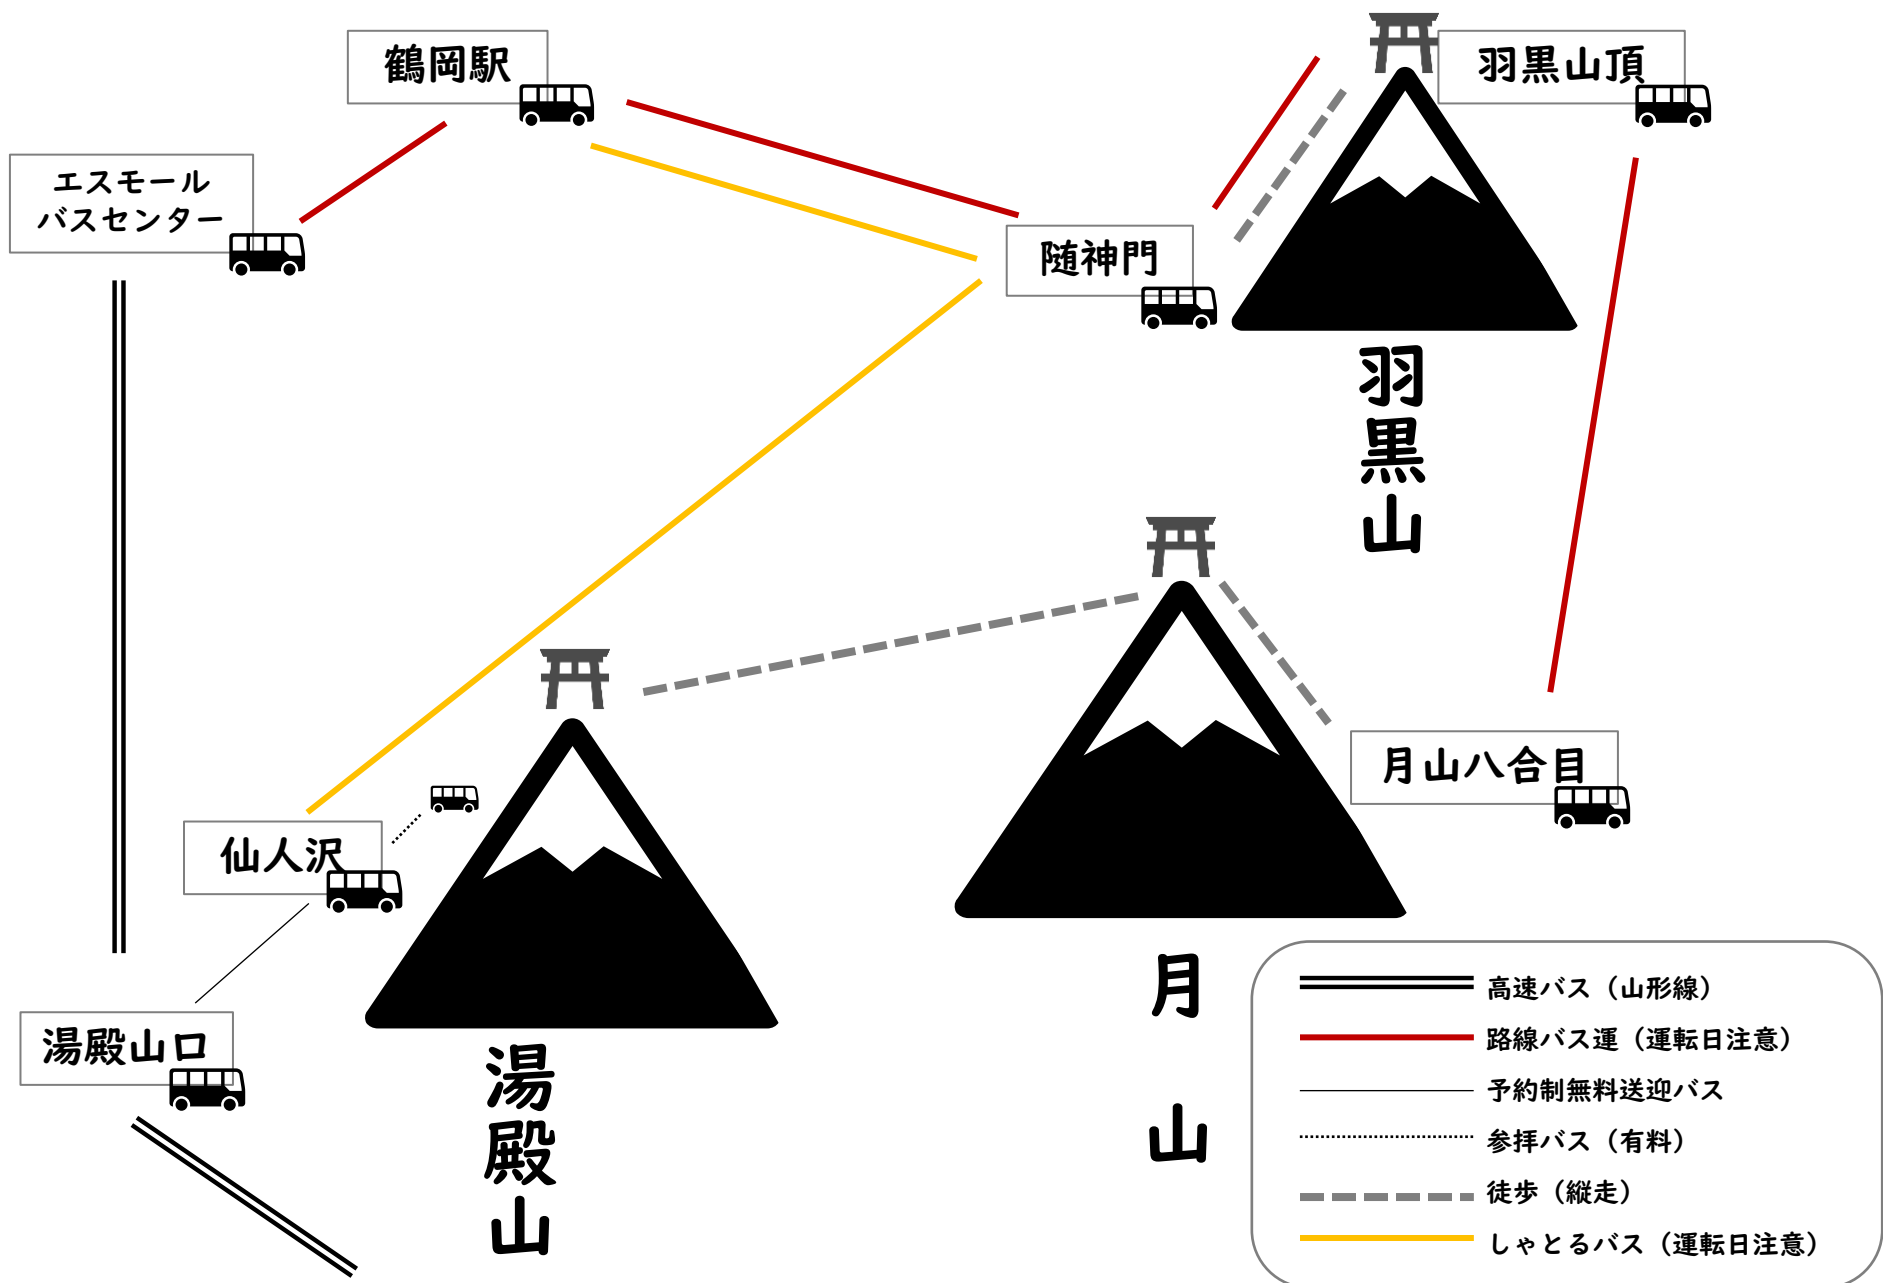 鶴岡駅
羽黒山頂
エスモール
バスセンター
随神門
羽黒山
月山八合目
仙人沢
湯殿山口
月山
湯殿山
高速バス（山形線）
路線バス運（運転日注意）
予約制無料送迎バス
参拝バス（有料）
徒歩（縦走）
しゃとるバス（運転日注意）